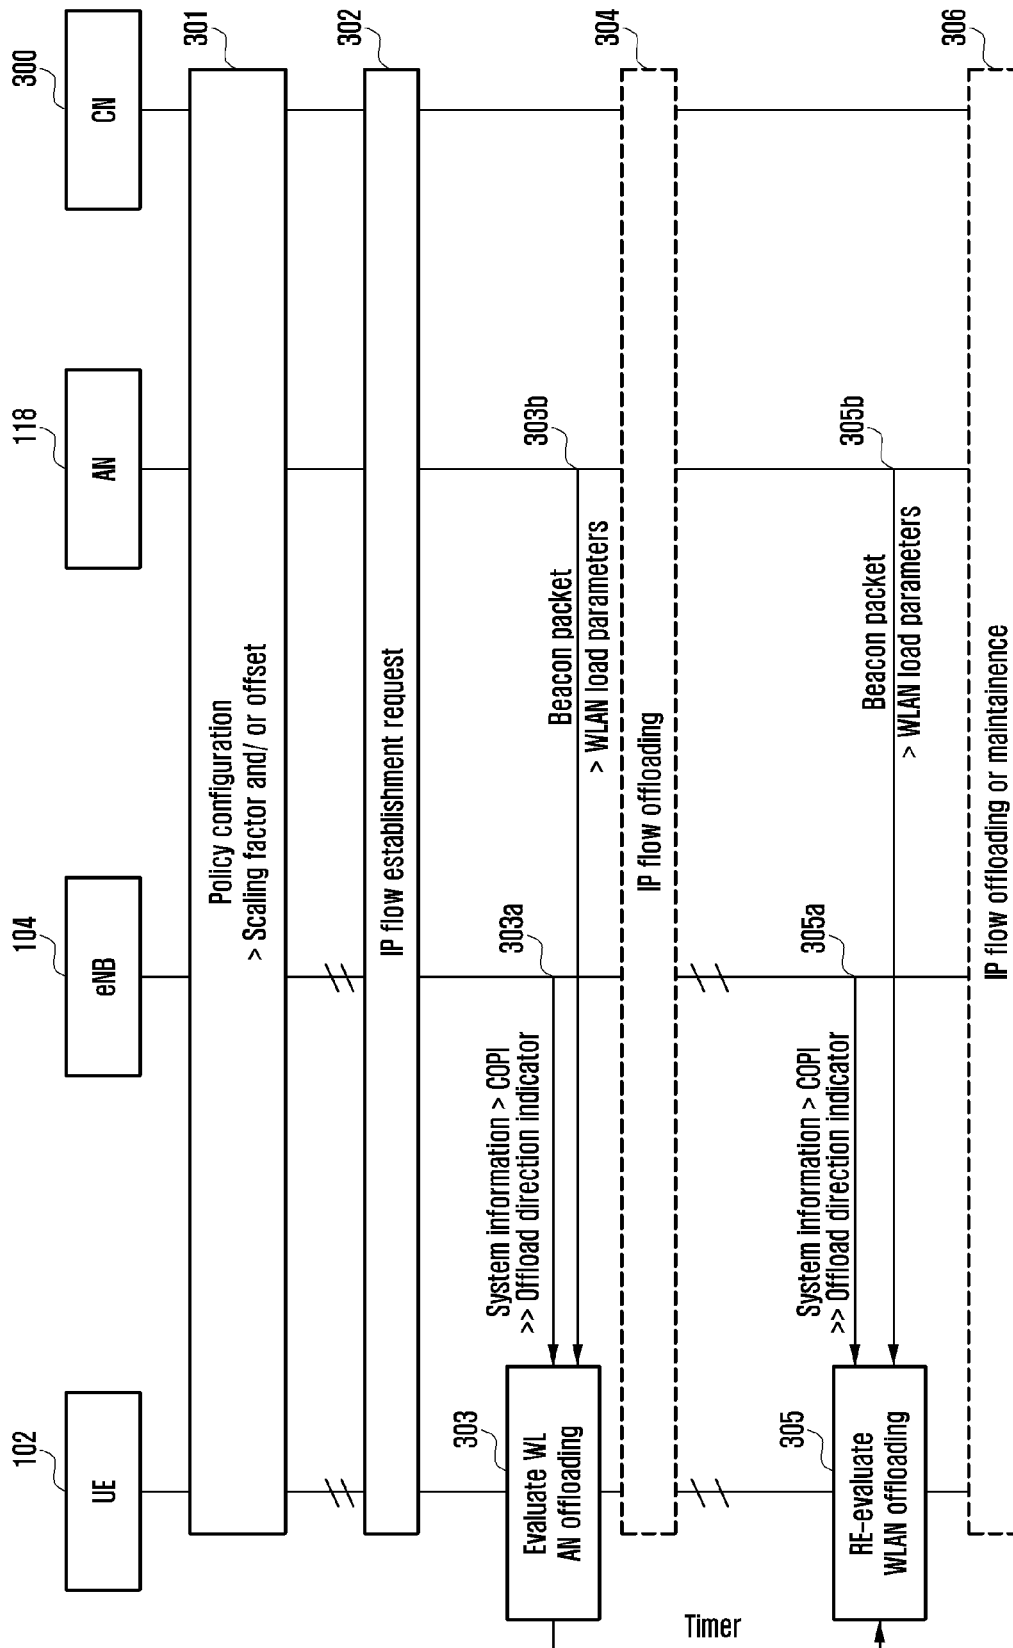 102
UE
104
eNB
118
AN
300
CN
301
Policy configuration
> Scaling factor and/ or offset
302
IP flow establishment request
303
Evaluate WL
AN offloading
System information > COPI
>> Offload direction indicator
303a
Beacon packet
> WLAN load parameters
303b
304
IP flow offloading
Timer
305
RE-evaluate
WLAN offloading
System information > COPI
>> Offload direction indicator
305a
Beacon packet
> WLAN load parameters
305b
306
IP flow offloading or maintainence